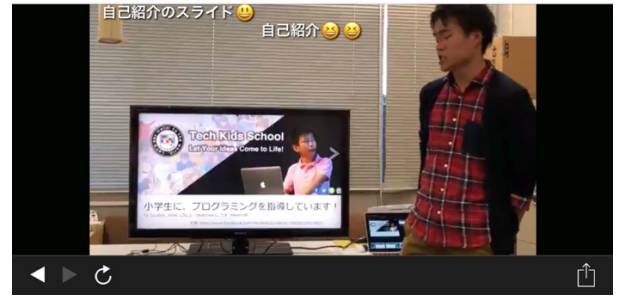 自己紹介のスライド😃
自己紹介😆😆
Tech Kids School
Let Your Ideas Come to Life!
小学生に、プログラミングを指導しています！